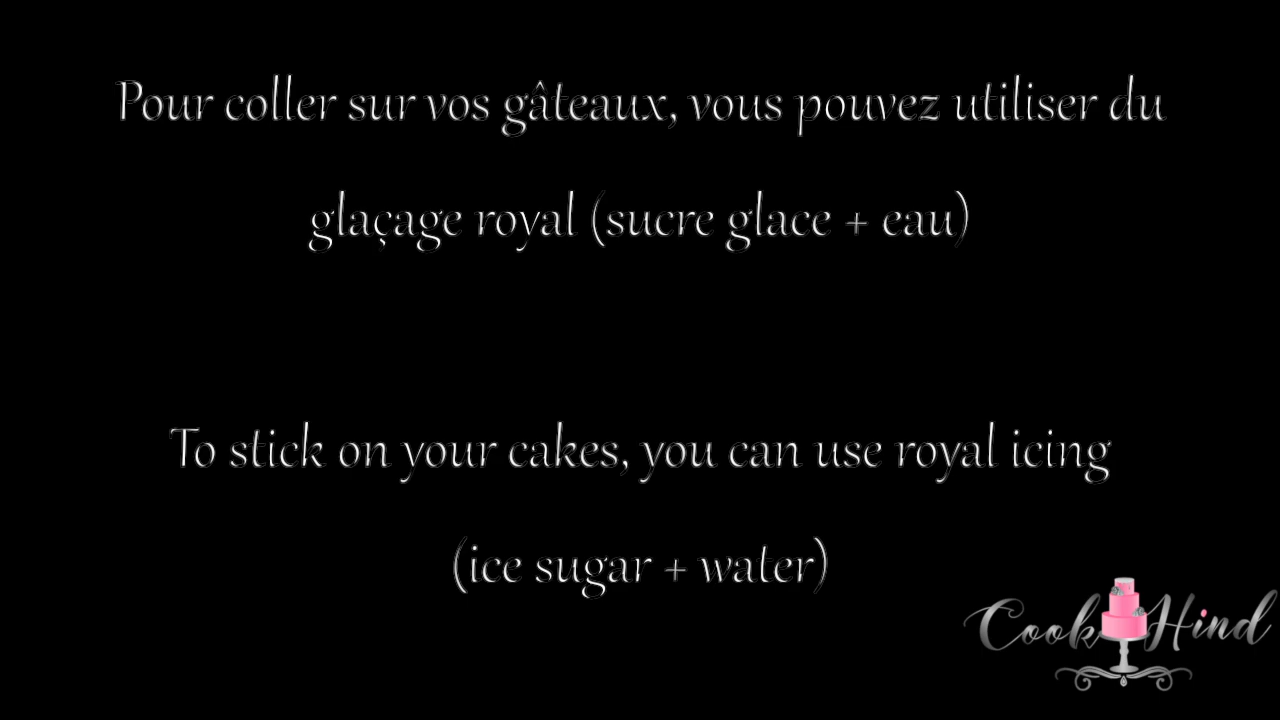 Pour coller sur vos gâteaux, vous pouvez utiliser du
glaçage royal (sucre glace + eau)
To stick on your cakes, you can use royal icing
(ice sugar + water)
Cook Hind